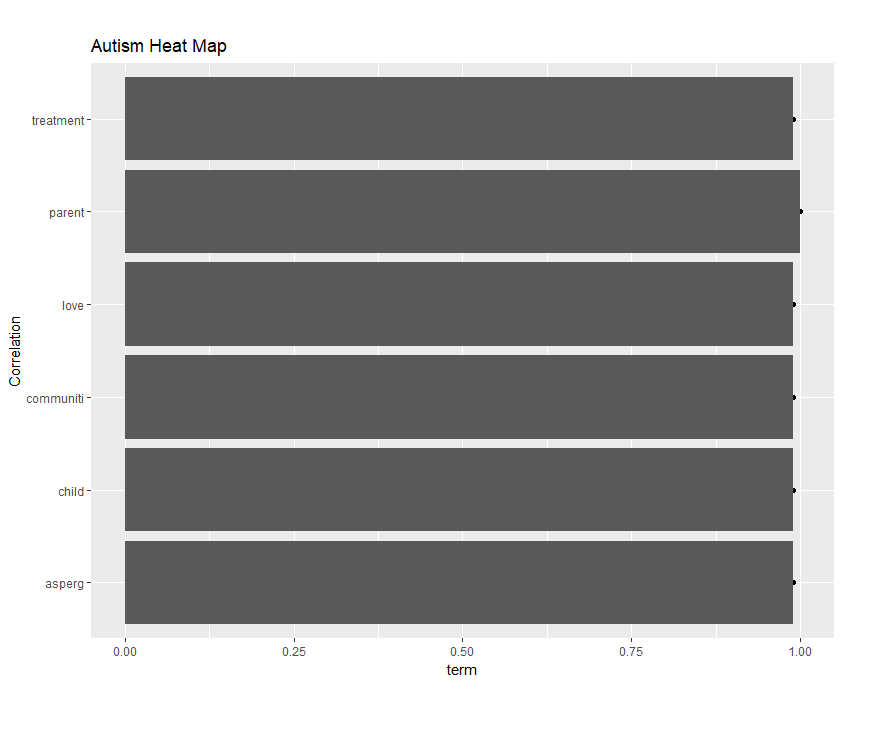 Autism Heat Map
treatment
parent
love
communiti
child
asperg
Correlation
0.00 0.25 0.50 0.75 1.00
term